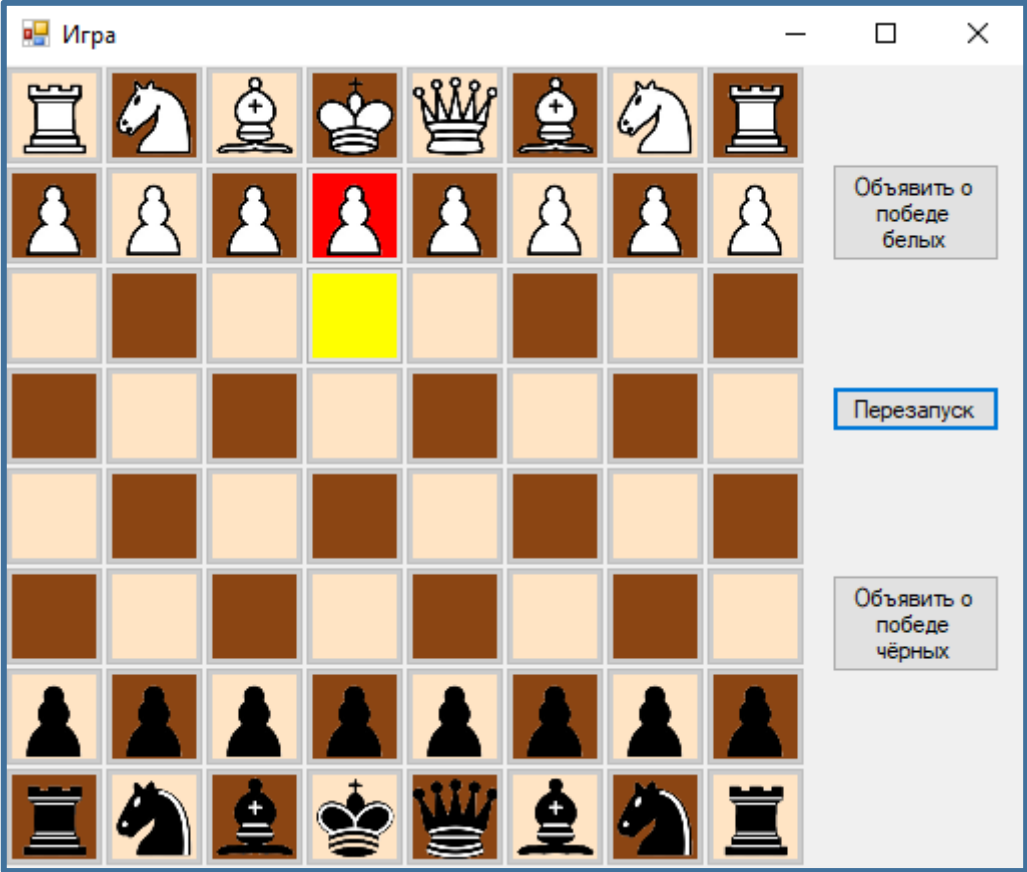 Игра
Объявить о
победе
белых
Перезапуск
Объявить о
победе
чёрных